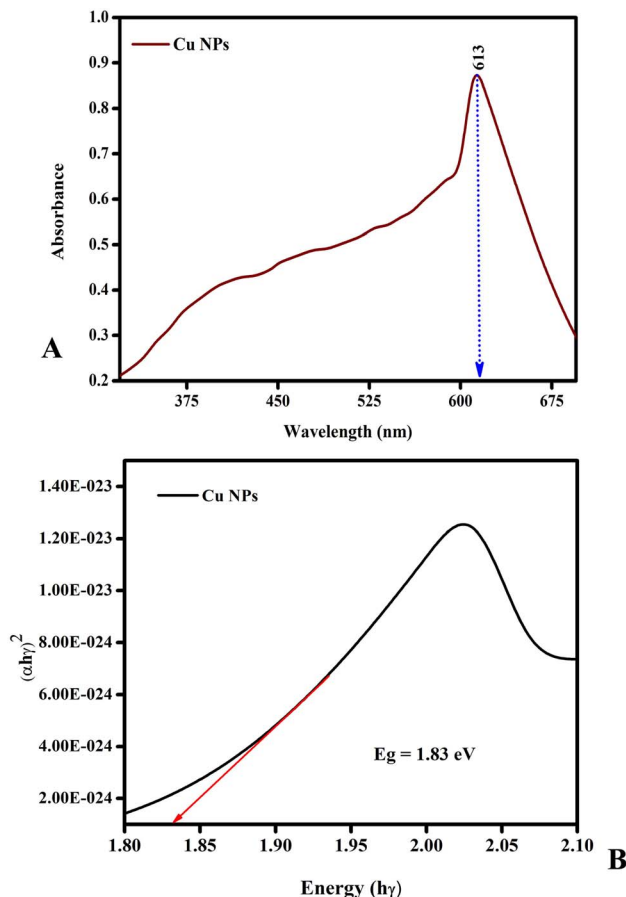 1.0
Cu NPs
613
0.9
0.8
0.7
0.6
0.5
0.4
0.3
0.2
Absorbance
A
375 450 525 600 675
Wavelength (nm)
1.40E-023
Cu NPs
1.20E-023
1.00E-023
8.00E-024
6.00E-024
4.00E-024
2.00E-024
(αhγ)²
Eg = 1.83 eV
1.80 1.85 1.90 1.95 2.00 2.05 2.10
B
Energy (hγ)